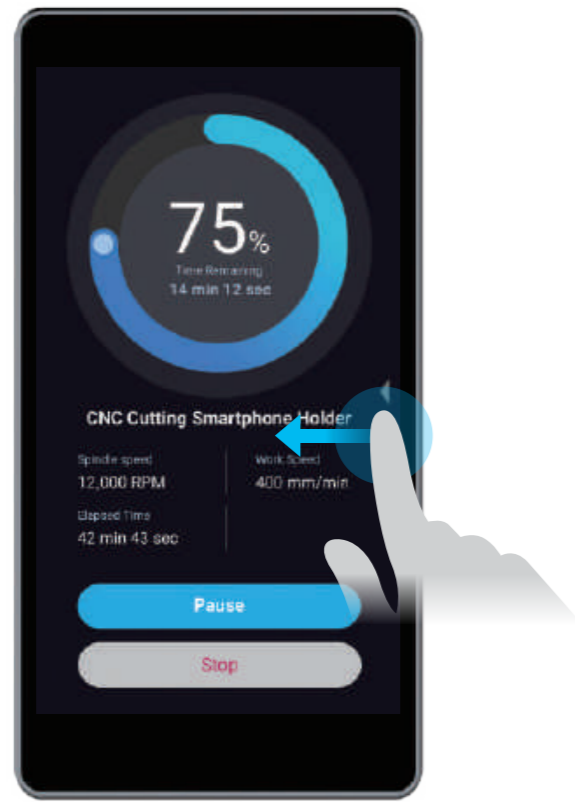 75%
Time Remaining
14 min 12 sec
CNC Cutting Smartphone Holder
Spindle speed
Work Speed
12,000 RPM
400 mm/min
Elapsed Time
42 min 43 sec
Pause
Stop